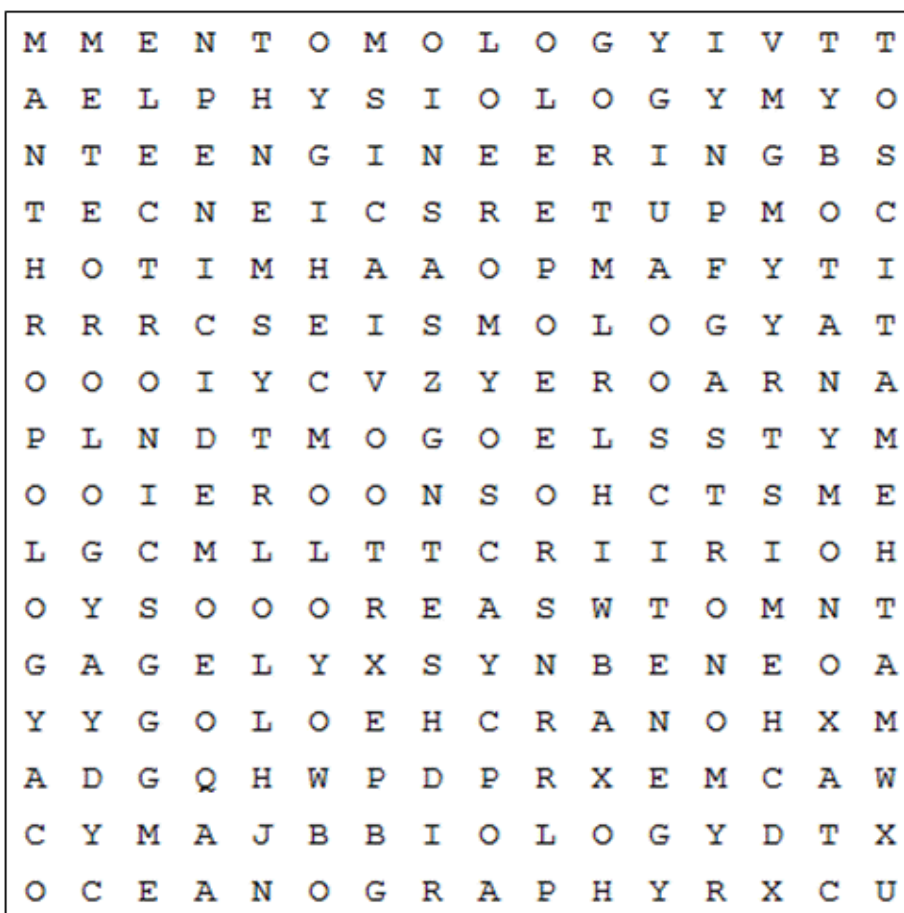 M M E N T O M O L O G Y I V T T
A E L P H Y S I O L O G Y M Y O
N T E E N G I N E E R I N G B S
T E C N E I C S R E T U P M O C
H O T I M H A A O P M A F Y T I
R R R C S E I S M O L O G Y A T
O O O I Y C V Z Y E R O A R N A
P L N D T M O G O E L S S T Y M
O O I E R O O N S O H C T S M E
L G C M L L T T C R I I R I O H
O Y S O O O R E A S W T O M N T
G A G E L Y X S Y N B E N E O A
Y Y G O L O E H C R A N O H X M
A D G Q H W P D P R X E M C A W
C Y M A J B B I O L O G Y D T X
O C E A N O G R A P H Y R X C U